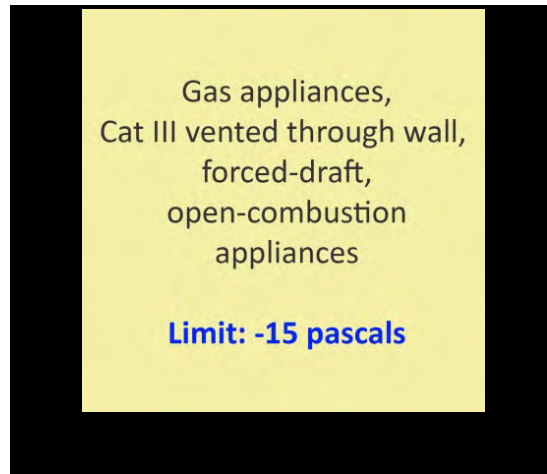 Gas appliances,
Cat III vented through wall,
forced-draft,
open-combustion
appliances
Limit: -15 pascals